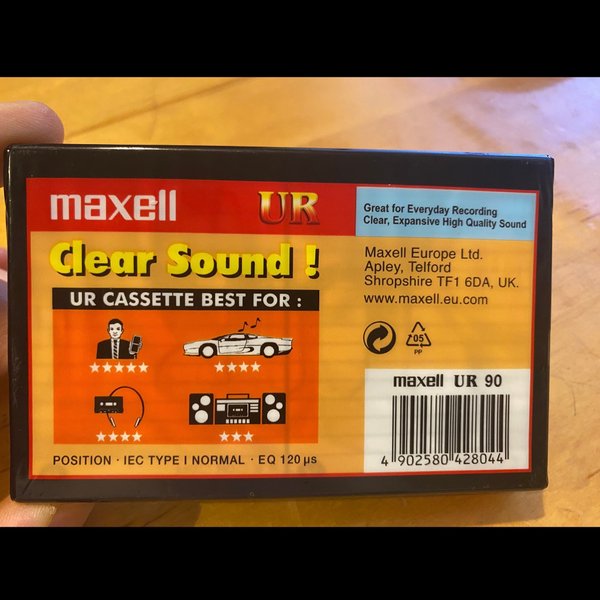 maxell UR
Great for Everyday Recording
Clear, Expansive High Quality Sound
Clear Sound !
UR CASSETTE BEST FOR :
POSITION · IEC TYPE I NORMAL · EQ 120 µs
Maxell Europe Ltd.
Apley, Telford
Shropshire TF1 6DA, UK.
www.maxell.eu.com
05
PP
maxell UR 90
4 902580 428044